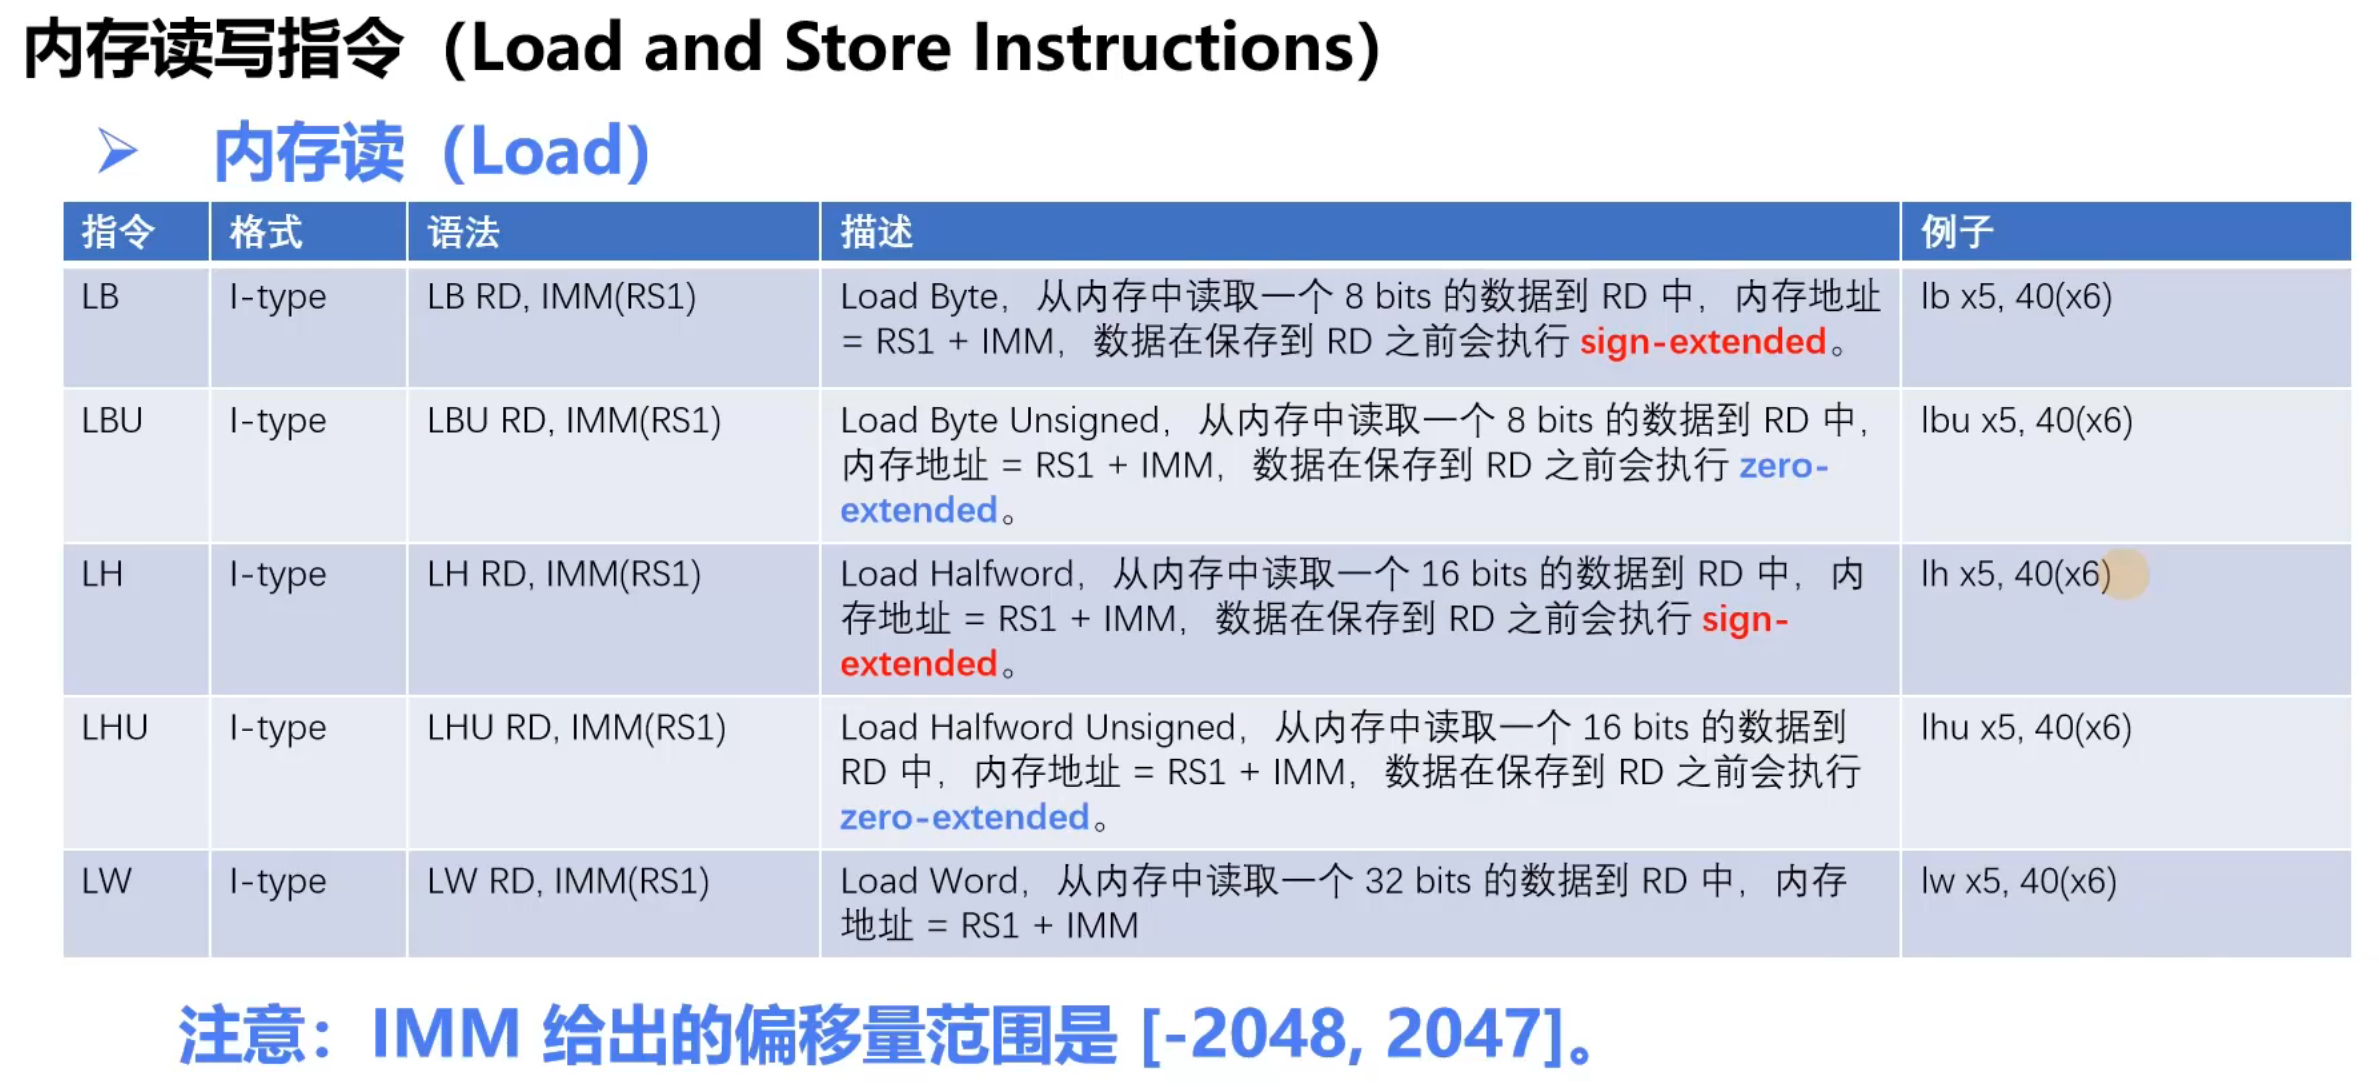 内存读写指令（Load and Store Instructions）
➢ 内存读（Load）
指令 格式 语法 描述 例子
LB I-type LB RD, IMM(RS1) Load Byte，从内存中读取一个 8 bits 的数据到 RD 中，内存地址 lb x5, 40(x6)
= RS1 + IMM，数据在保存到 RD 之前会执行 sign-extended。
LBU I-type LBU RD, IMM(RS1) Load Byte Unsigned，从内存中读取一个 8 bits 的数据到 RD 中， lbu x5, 40(x6)
内存地址 = RS1 + IMM，数据在保存到 RD 之前会执行 zero-
extended。
LH I-type LH RD, IMM(RS1) Load Halfword，从内存中读取一个 16 bits 的数据到 RD 中，内 lh x5, 40(x6)
存地址 = RS1 + IMM，数据在保存到 RD 之前会执行 sign-
extended。
LHU I-type LHU RD, IMM(RS1) Load Halfword Unsigned，从内存中读取一个 16 bits 的数据到 lhu x5, 40(x6)
RD 中，内存地址 = RS1 + IMM，数据在保存到 RD 之前会执行
zero-extended。
LW I-type LW RD, IMM(RS1) Load Word，从内存中读取一个 32 bits 的数据到 RD 中，内存 lw x5, 40(x6)
地址 = RS1 + IMM
注意：IMM 给出的偏移量范围是 [-2048, 2047]。